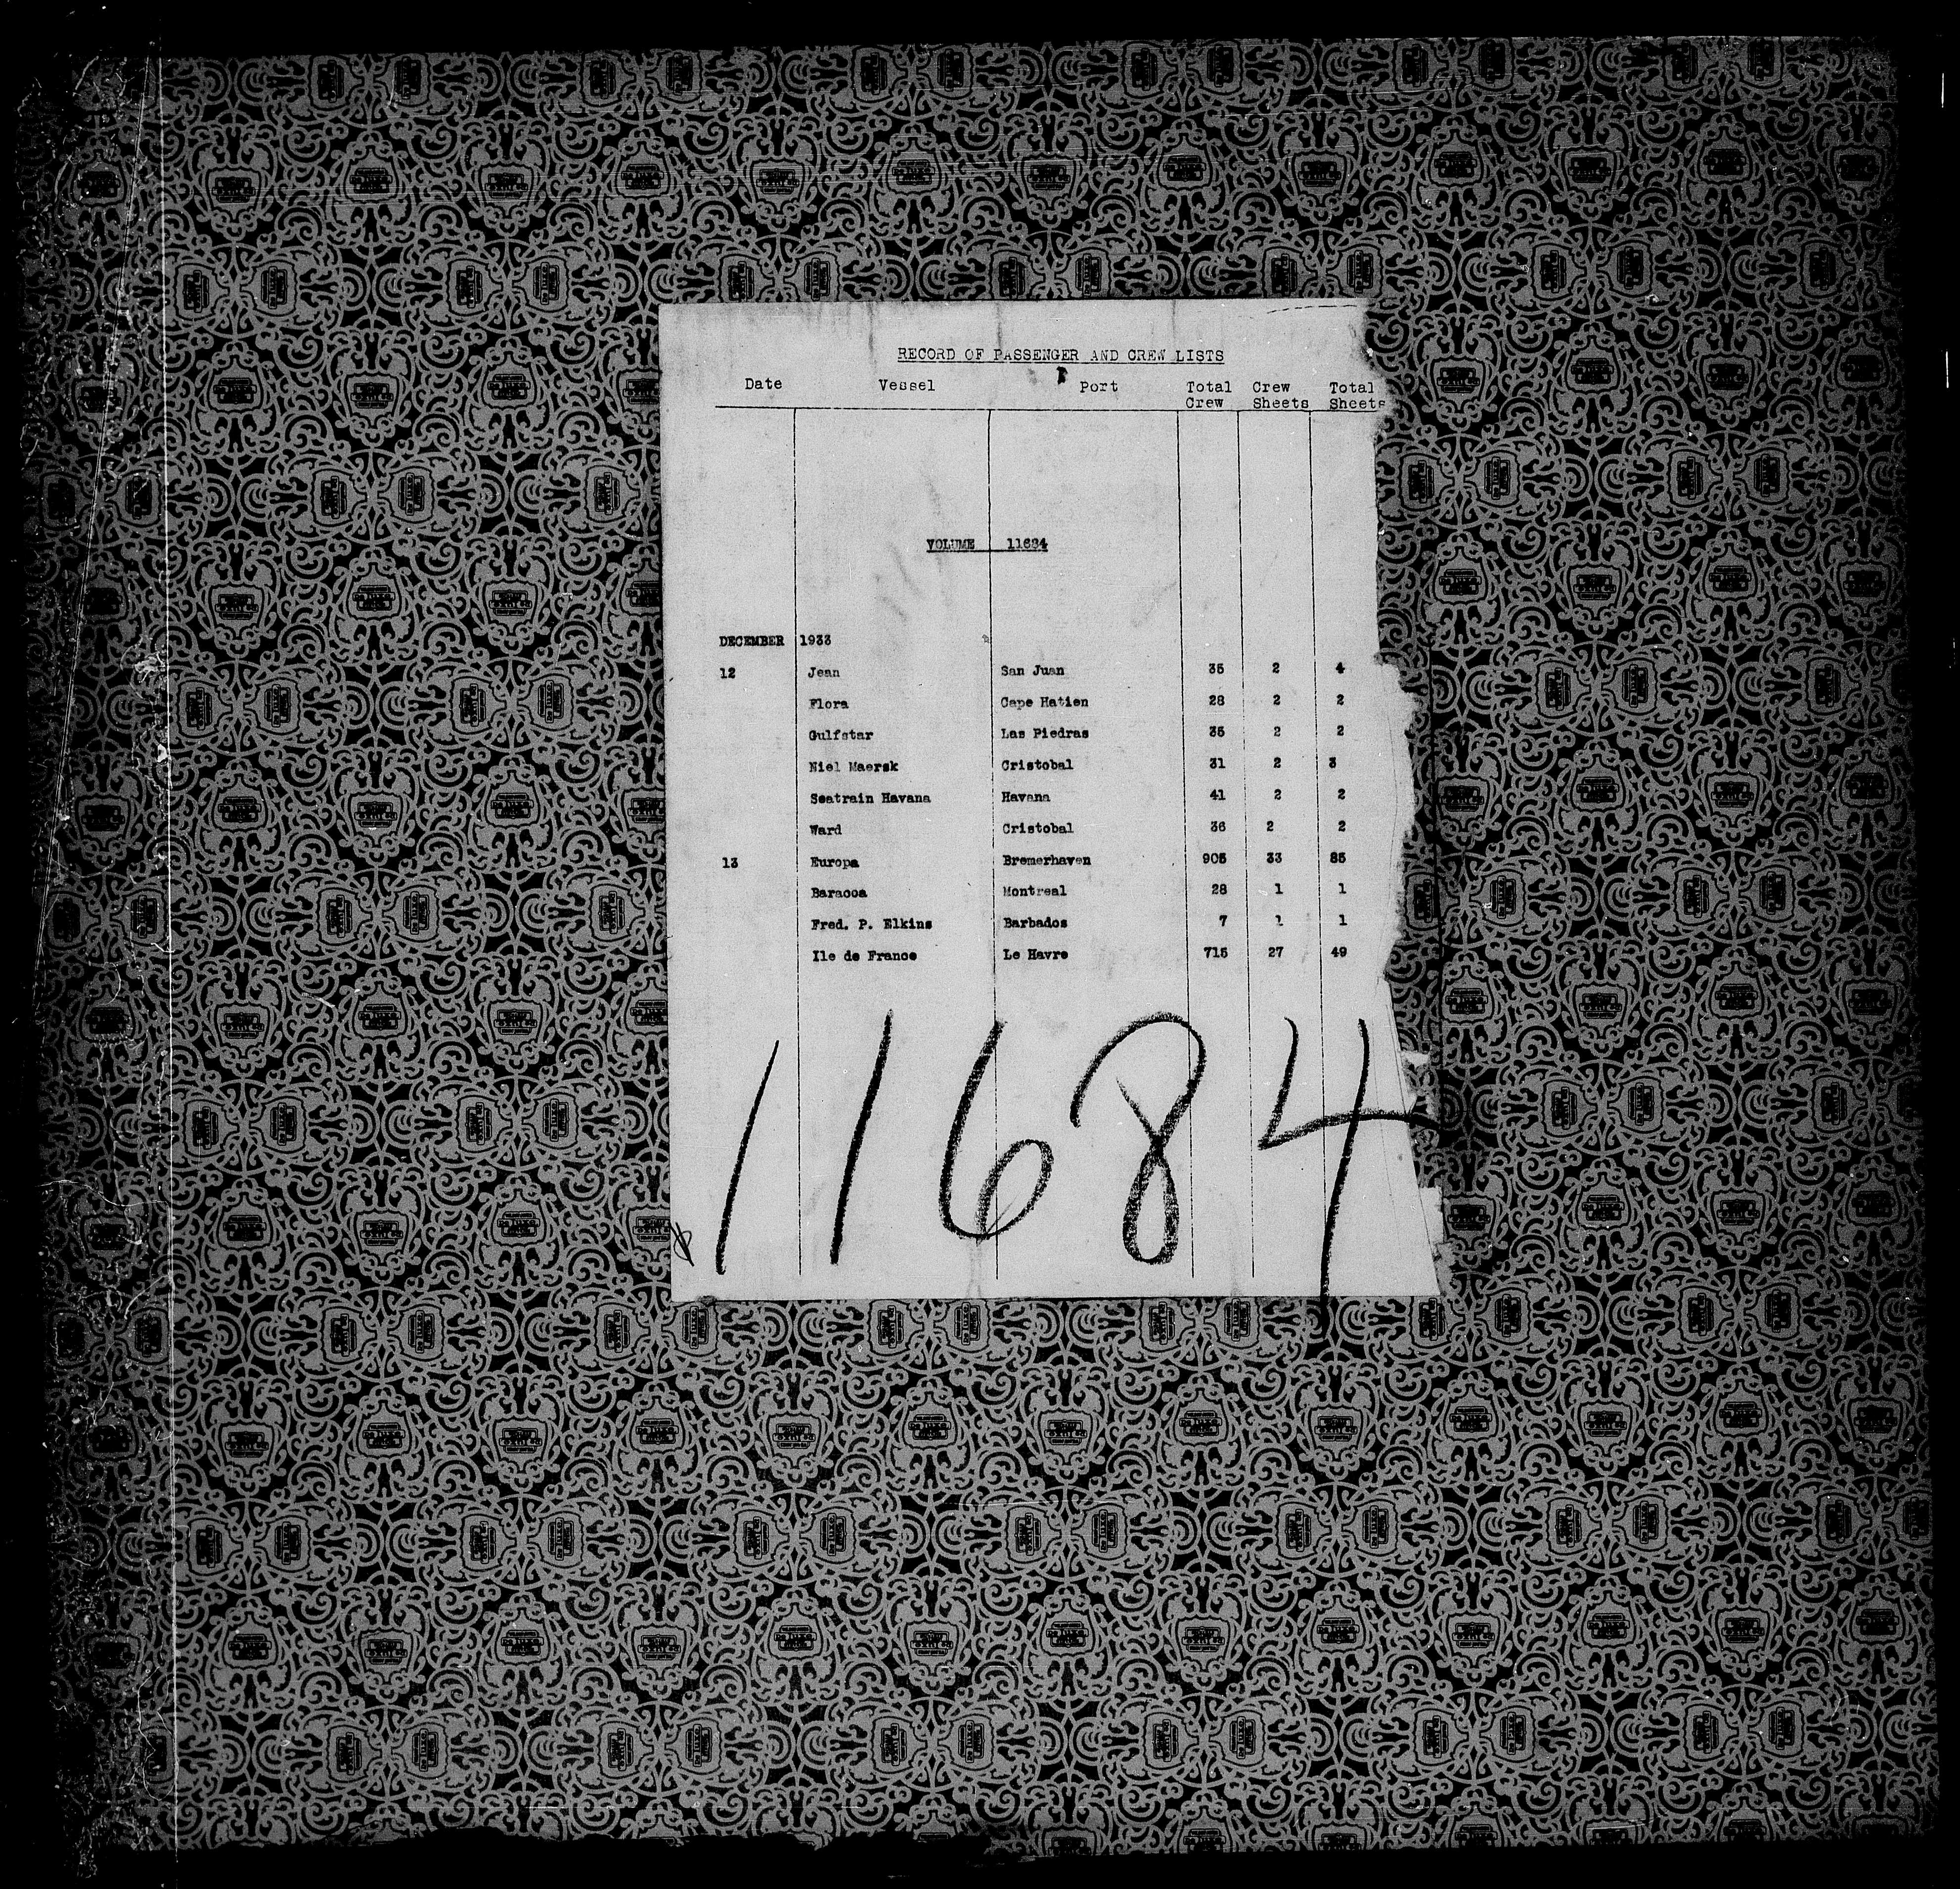 RECORD OF PASSENGER AND CREW LISTS
Date Vessel Port Total Crew Crew Sheets Total Sheets
VOLUME 11684
DECEMBER 1933
12 Jean San Juan 35 2 4
Flora Cape Hatien 28 2 2
Gulfstar Las Piedras 35 2 2
Niel Maersk Cristobal 31 2 3
Seatrain Havana Havana 41 2 2
Ward Cristobal 36 2 2
13 Europa Bremerhaven 905 33 85
Baracoa Montreal 28 1 1
Fred. P. Elkins Barbados 7 1 1
Ile de France Le Havre 715 27 49
11684